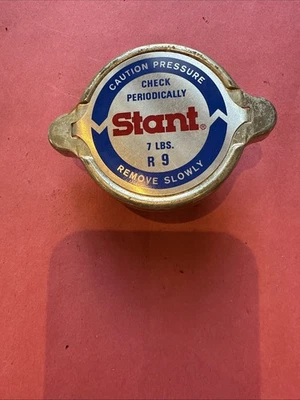 CAUTION PRESSURE
CHECK
PERIODICALLY
Stant®
7 LBS.
R 9
REMOVE SLOWLY